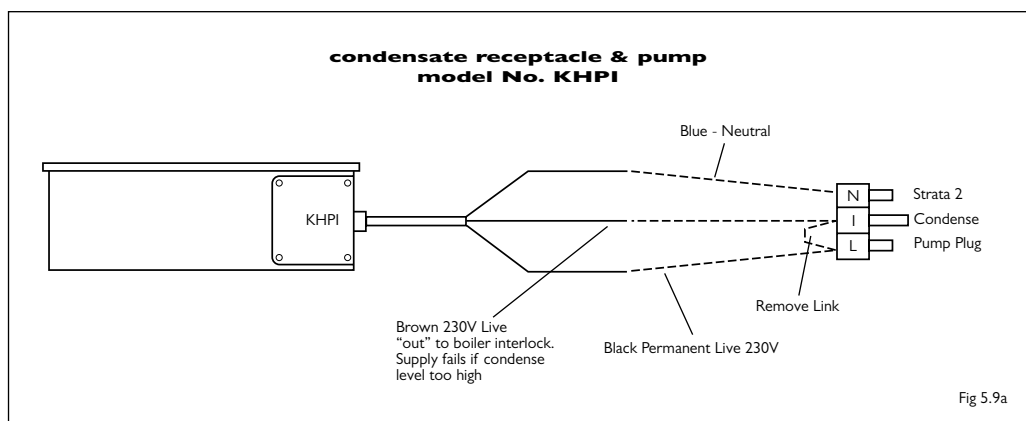 condensate receptacle & pump
model No. KHPI
Blue - Neutral
KHPI
N
Strata 2
I
Condense
L
Pump Plug
Remove Link
Brown 230V Live
“out” to boiler interlock.
Supply fails if condense
level too high
Black Permanent Live 230V
Fig 5.9a